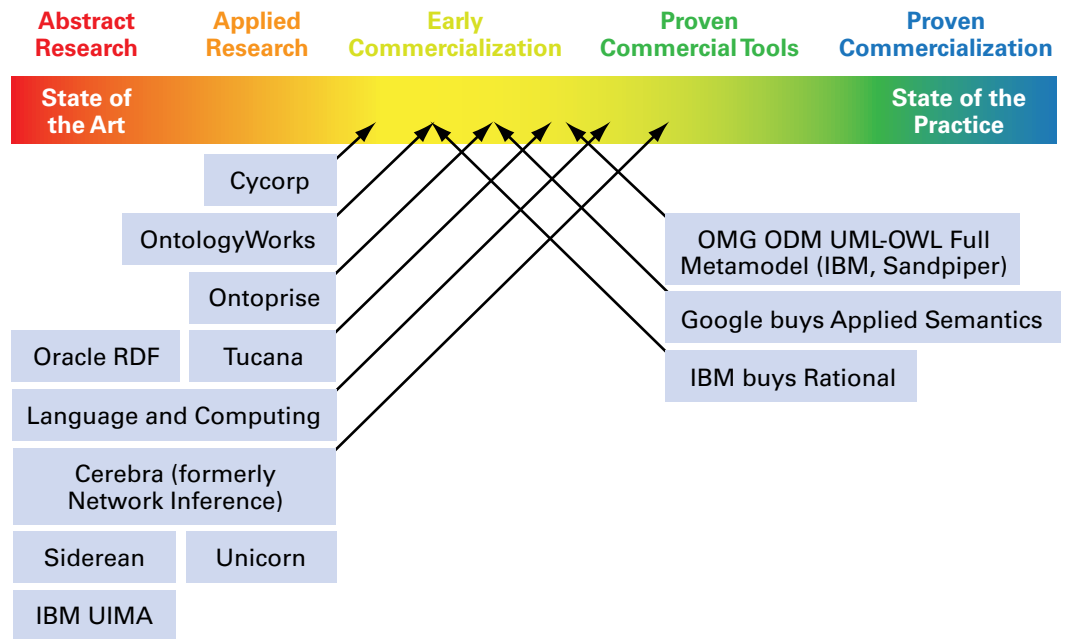 Abstract
Research
Applied
Research
Early
Commercialization
Proven
Commercial Tools
Proven
Commercialization
State of
the Art
State of the
Practice
Cycorp
OntologyWorks
Ontoprise
Oracle RDF
Tucana
Language and Computing
Cerebra (formerly
Network Inference)
Siderean
Unicorn
IBM UIMA
OMG ODM UML-OWL Full
Metamodel (IBM, Sandpiper)
Google buys Applied Semantics
IBM buys Rational